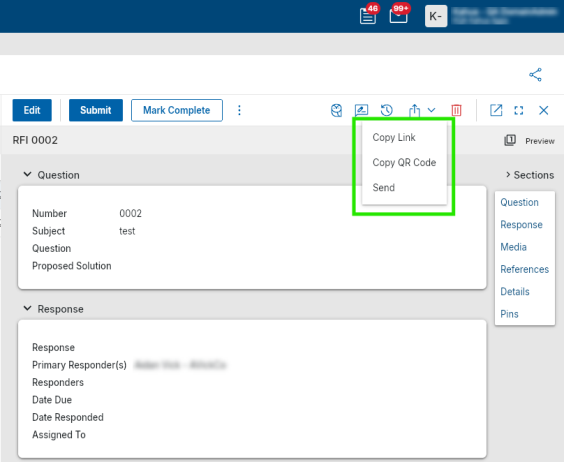 46
99+
K-
Edit
Submit
Mark Complete
RFI 0002
Preview
Copy Link
Copy QR Code
Send
Question
Number 0002
Subject test
Question
Proposed Solution
Sections
Question
Response
Media
References
Details
Pins
Response
Response
Primary Responder(s)
Responders
Date Due
Date Responded
Assigned To